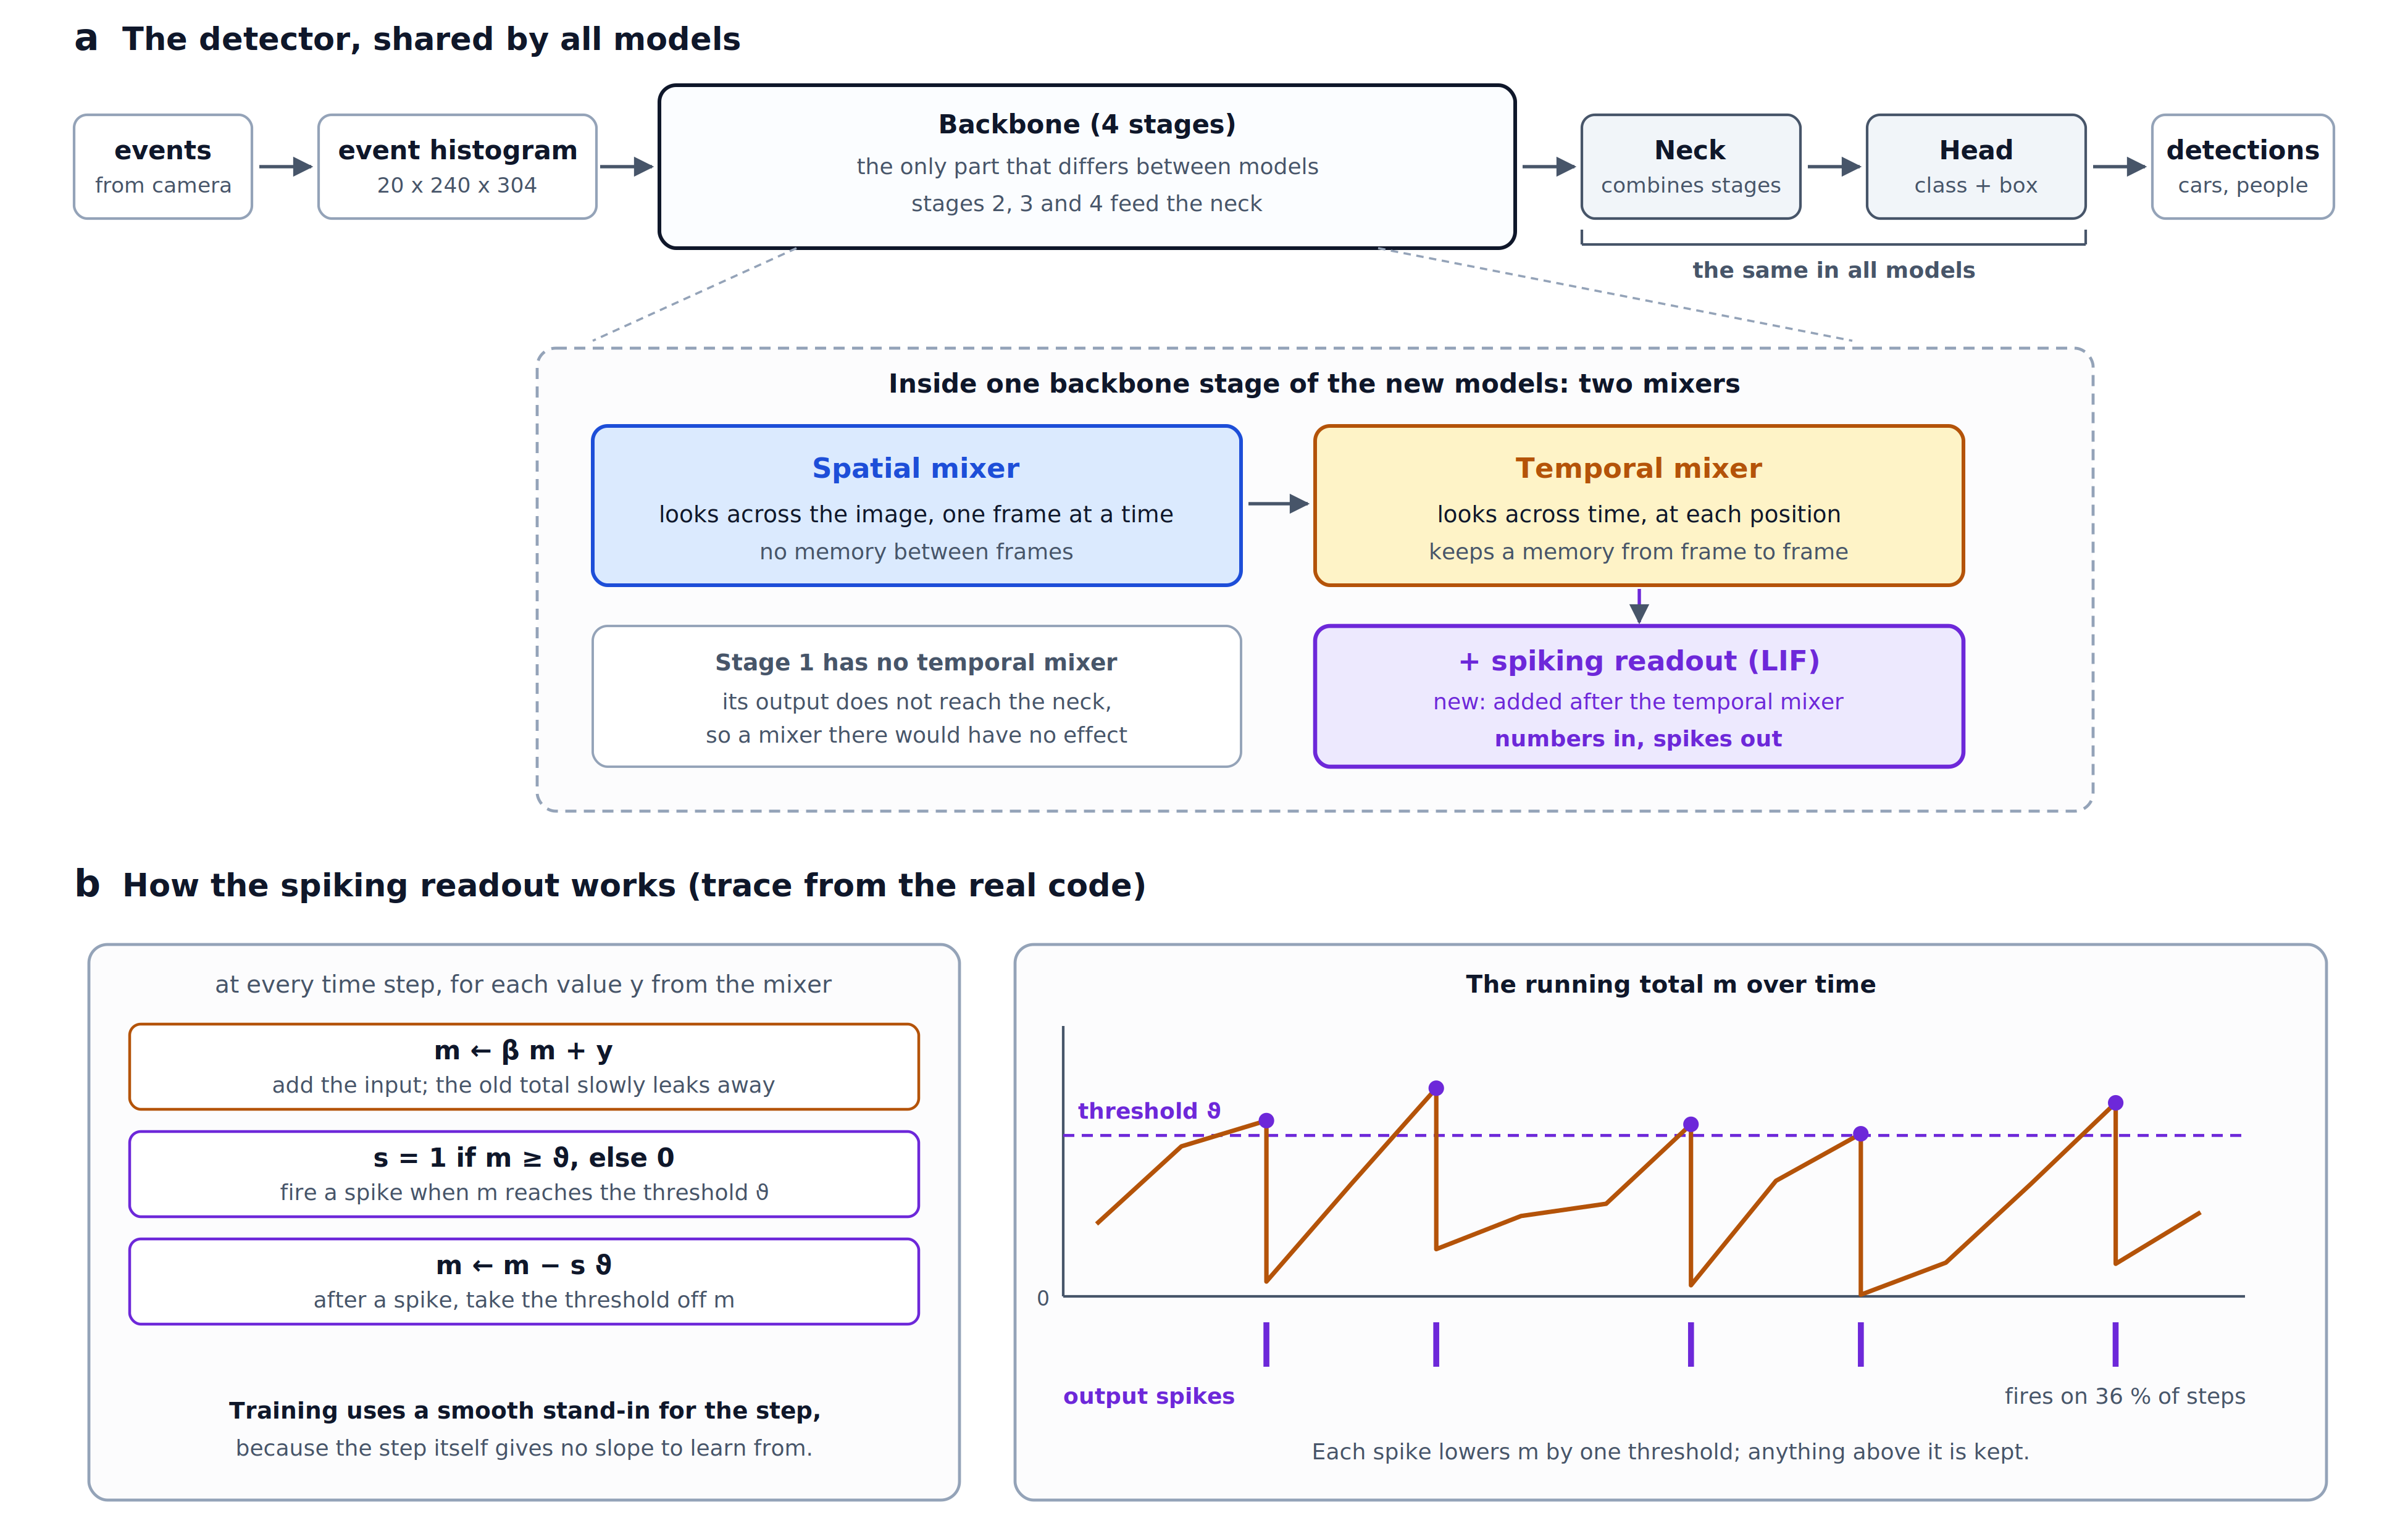 a The detector, shared by all models
events
from camera
event histogram
20 x 240 x 304
Backbone (4 stages)
the only part that differs between models
stages 2, 3 and 4 feed the neck
Neck
combines stages
Head
class + box
detections
cars, people
the same in all models
Inside one backbone stage of the new models: two mixers
Spatial mixer
looks across the image, one frame at a time
no memory between frames
Temporal mixer
looks across time, at each position
keeps a memory from frame to frame
Stage 1 has no temporal mixer
its output does not reach the neck,
so a mixer there would have no effect
+ spiking readout (LIF)
new: added after the temporal mixer
numbers in, spikes out
b How the spiking readout works (trace from the real code)
at every time step, for each value y from the mixer
m ← β m + y
add the input; the old total slowly leaks away
s = 1 if m ≥ ϑ, else 0
fire a spike when m reaches the threshold ϑ
m ← m − s ϑ
after a spike, take the threshold off m
Training uses a smooth stand-in for the step,
because the step itself gives no slope to learn from.
The running total m over time
threshold ϑ
0
output spikes
fires on 36 % of steps
Each spike lowers m by one threshold; anything above it is kept.